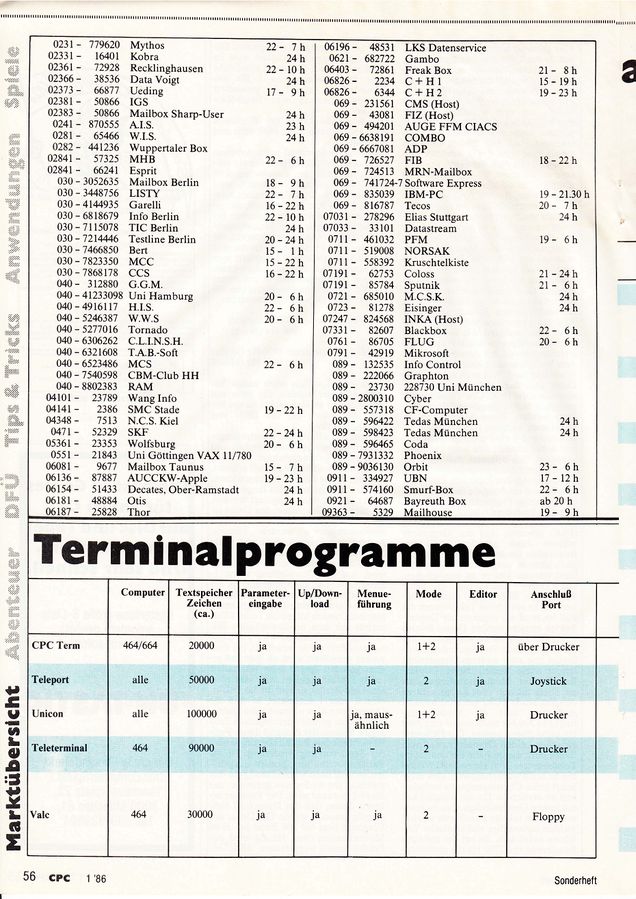 0231 - 779620 Mythos 22 - 7 h
02331 - 16401 Kobra 24 h
02361 - 72928 Recklinghausen 22 - 10 h
02366 - 38536 Data Voigt 24 h
02373 - 66877 Ueding 17 - 9 h
02381 - 50866 IGS
02383 - 50866 Mailbox Sharp-User 24 h
0241 - 870555 A.I.S. 23 h
0281 - 65466 W.I.S. 24 h
0282 - 441236 Wuppertaler Box
02841 - 57325 MHB 22 - 6 h
02841 - 66241 Esprit
030 - 3052635 Mailbox Berlin 18 - 9 h
030 - 3448756 LISTY 22 - 7 h
030 - 4144935 Garelli 16 - 22 h
030 - 6818679 Info Berlin 22 - 10 h
030 - 7115078 TIC Berlin 24 h
030 - 7214446 Testline Berlin 20 - 24 h
030 - 7466850 Bert 15 - 1 h
030 - 7823350 MCC 15 - 22 h
030 - 7868178 CCS 16 - 22 h
040 - 312880 G.G.M.
040 - 41233098 Uni Hamburg 20 - 6 h
040 - 4916117 H.I.S. 22 - 6 h
040 - 5246387 W.W.S 20 - 6 h
040 - 5277016 Tornado
040 - 6306262 C.L.I.N.S.H.
040 - 6321608 T.A.B.-Soft
040 - 6523486 MCS 22 - 6 h
040 - 7540598 CBM-Club HH
040 - 8802383 RAM
04101 - 23789 Wang Info
04141 - 2386 SMC Stade 19 - 22 h
04348 - 7513 N.C.S. Kiel
0471 - 52329 SKF 22 - 24 h
05361 - 23353 Wolfsburg 20 - 6 h
0551 - 21843 Uni Göttingen VAX 11/780
06081 - 9677 Mailbox Taunus 15 - 7 h
06136 - 87887 AUCCKW-Apple 19 - 23 h
06154 - 51433 Decates, Ober-Ramstadt 24 h
06181 - 48884 Otis 24 h
06187 - 25828 Thor
06196 - 48531 LKS Datenservice
0621 - 682722 Gambo
06403 - 72861 Freak Box 21 - 8 h
06826 - 2234 C + H 1 15 - 19 h
06826 - 6344 C + H 2 19 - 23 h
069 - 231561 CMS (Host)
069 - 43081 FIZ (Host)
069 - 494201 AUGE FFM CIACS
069 - 6638191 COMBO
069 - 6667081 ADP
069 - 726527 FIB 18 - 22 h
069 - 724513 MRN-Mailbox
069 - 741724-7 Software Express
069 - 835039 IBM-PC 19 - 21.30 h
069 - 816787 Tecos 20 - 7 h
07031 - 278296 Elias Stuttgart 24 h
07033 - 33101 Datastream
0711 - 461032 PFM 19 - 6 h
0711 - 519008 NORSAK
0711 - 558392 Kruschtelkiste
07191 - 62753 Coloss 21 - 24 h
07191 - 85784 Sputnik 21 - 6 h
0721 - 685010 M.C.S.K. 24 h
0723 - 81278 Eisinger 24 h
07247 - 824568 INKA (Host)
07331 - 82607 Blackbox 22 - 6 h
0761 - 86705 FLUG 20 - 6 h
0791 - 42919 Mikrosoft
089 - 132535 Info Control
089 - 222066 Graphton
089 - 23730 228730 Uni München
089 - 2800310 Cyber
089 - 557318 CF-Computer
089 - 596422 Tedas München 24 h
089 - 598423 Tedas München 24 h
089 - 596465 Coda
089 - 7931332 Phoenix
089 - 9036130 Orbit 23 - 6 h
0911 - 334927 UBN 17 - 12 h
0911 - 574160 Smurf-Box 22 - 6 h
0921 - 64687 Bayreuth Box ab 20 h
09363 - 5329 Mailhouse 19 - 9 h
Terminalprogramme
Computer Textspeicher Parameter- Up/Down- Menue- Mode Editor Anschluß
Zeichen eingabe load führung Port
(ca.)
CPC Term 464/664 20000 ja ja ja 1+2 ja über Drucker
Teleport alle 50000 ja ja ja 2 ja Joystick
Unicon alle 100000 ja ja ja, maus- 1+2 ja Drucker
ähnlich
Teleterminal 464 90000 ja ja – 2 – Drucker
Valc 464 30000 ja ja ja 2 – Floppy
Marktübersicht Abenteuer DFÜ Tips & Tricks Anwendungen Spiele
56 CPC 1 '86
Sonderheft
a